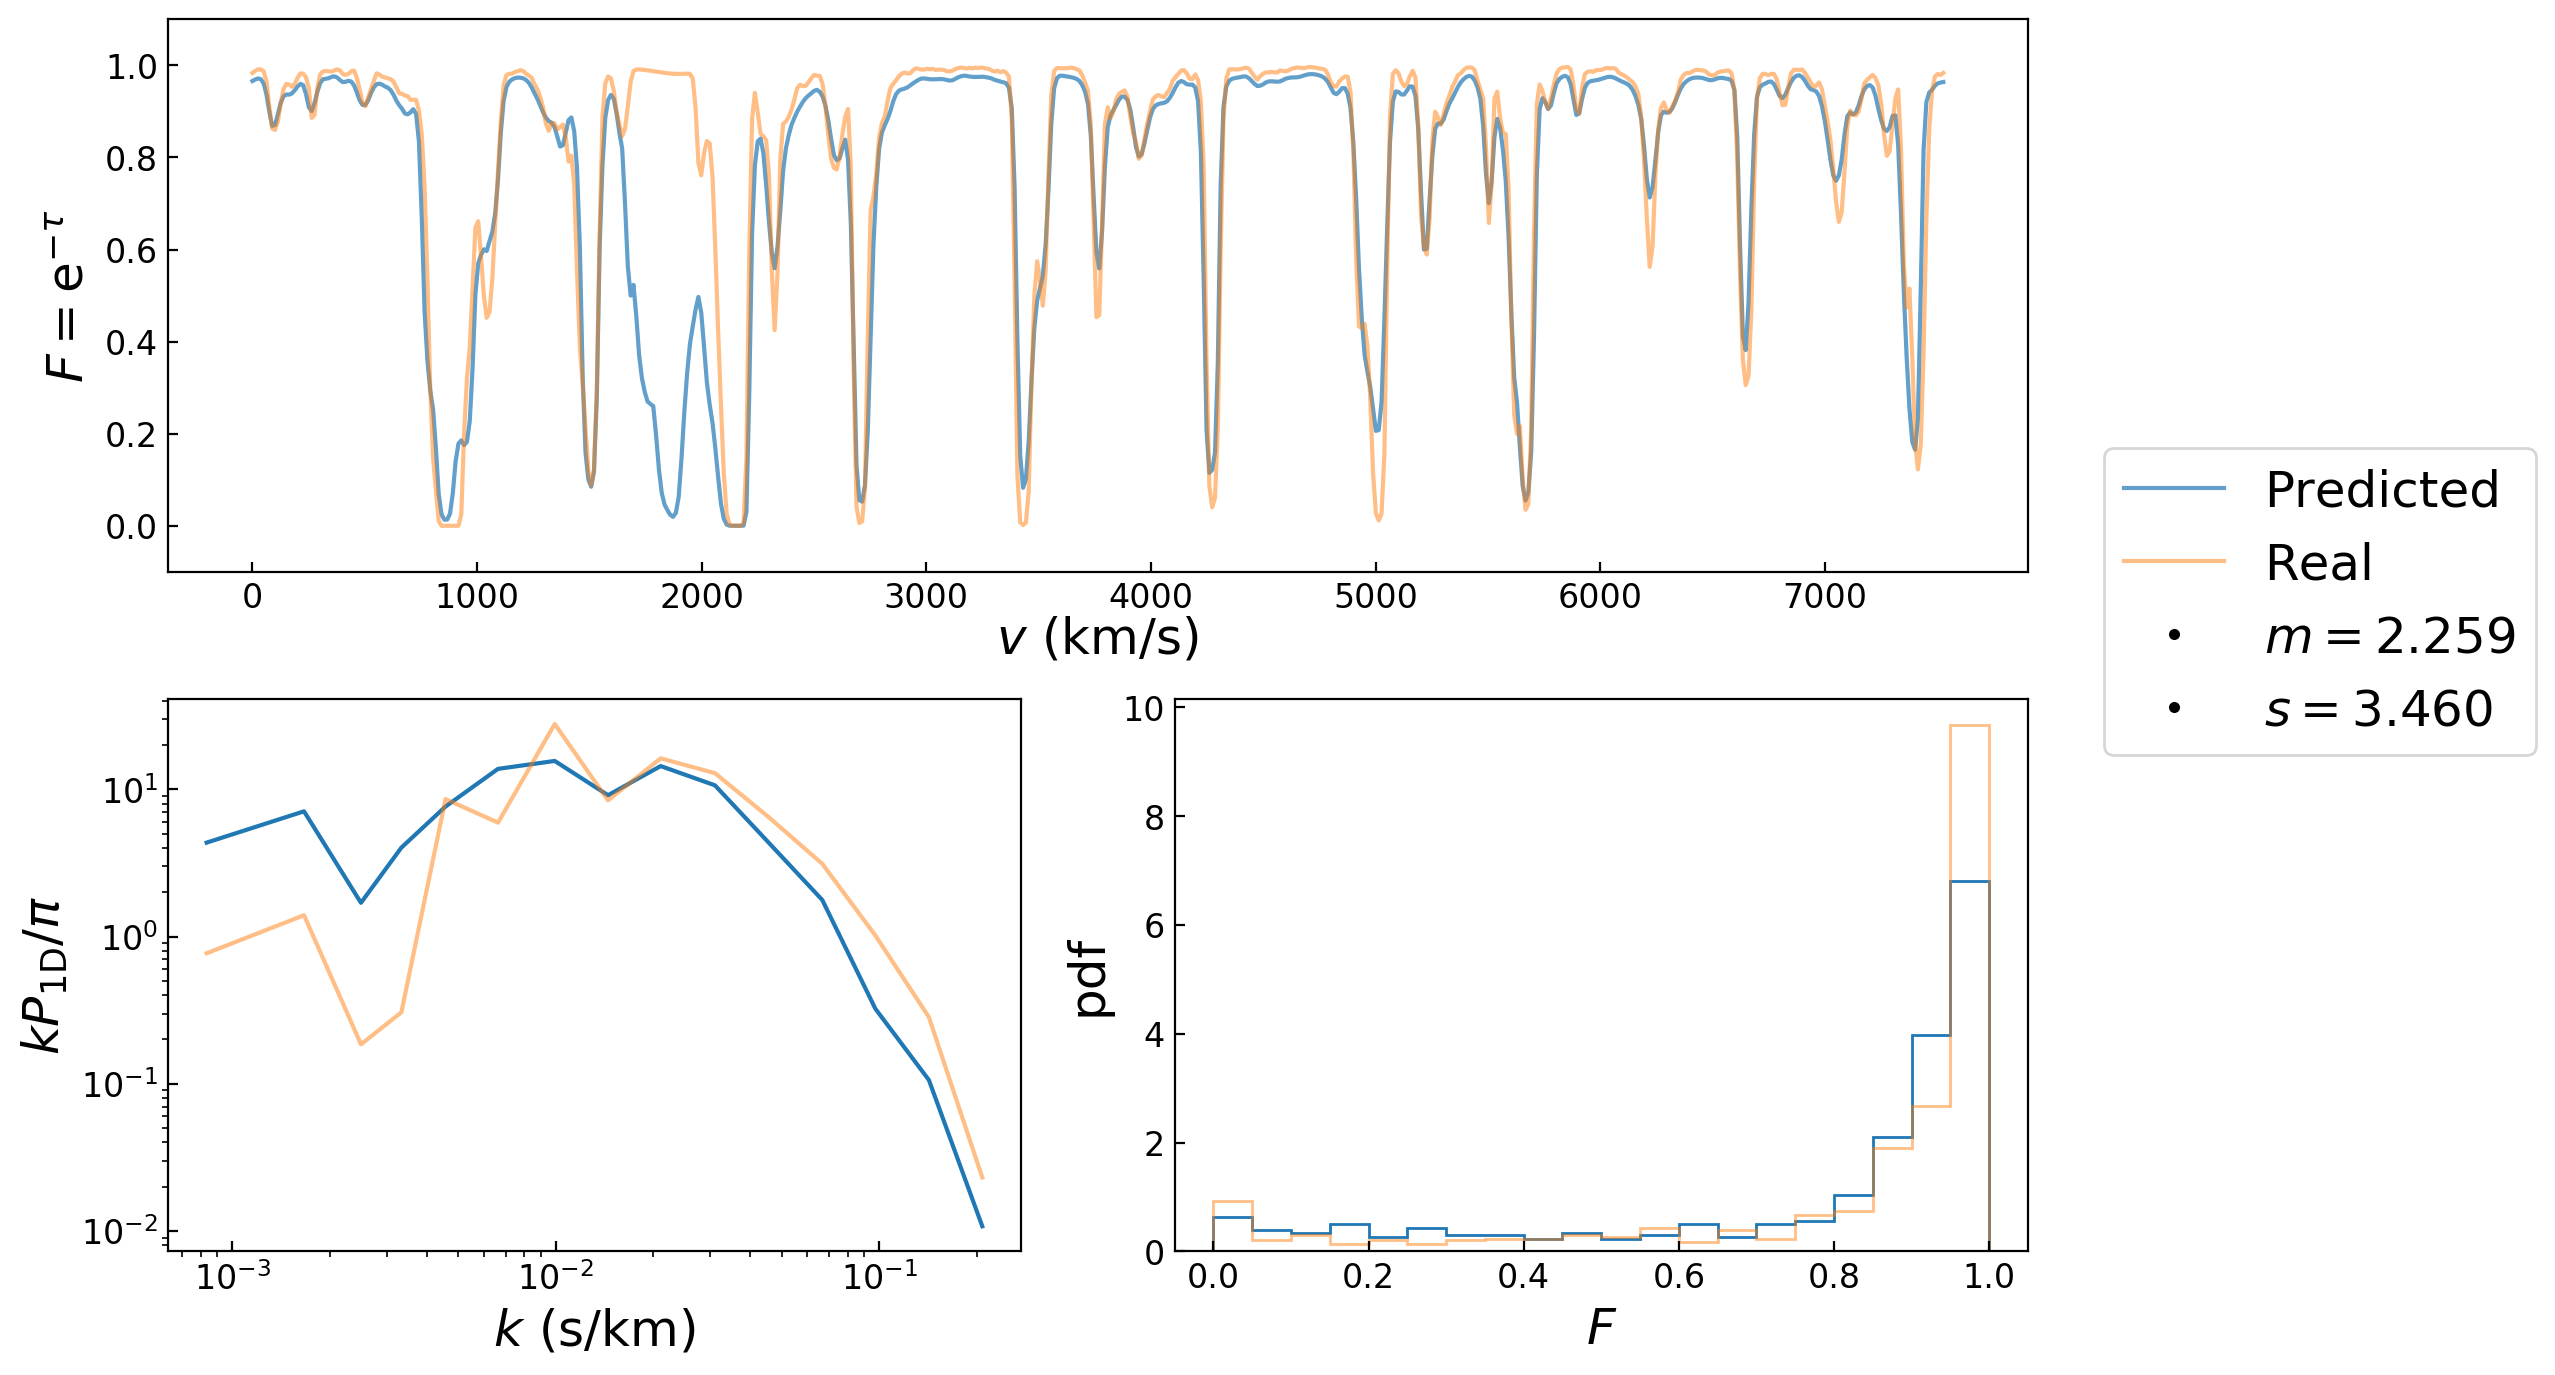 F = e^{−τ}
1.0
0.8
0.6
0.4
0.2
0.0
0 1000 2000 3000 4000 5000 6000 7000
v (km/s)
Predicted
Real
m = 2.259
s = 3.460
kP_{1D}/π
10^1
10^0
10^{−1}
10^{−2}
10^{−3} 10^{−2} 10^{−1}
k (s/km)
pdf
10
8
6
4
2
0
0.0 0.2 0.4 0.6 0.8 1.0
F